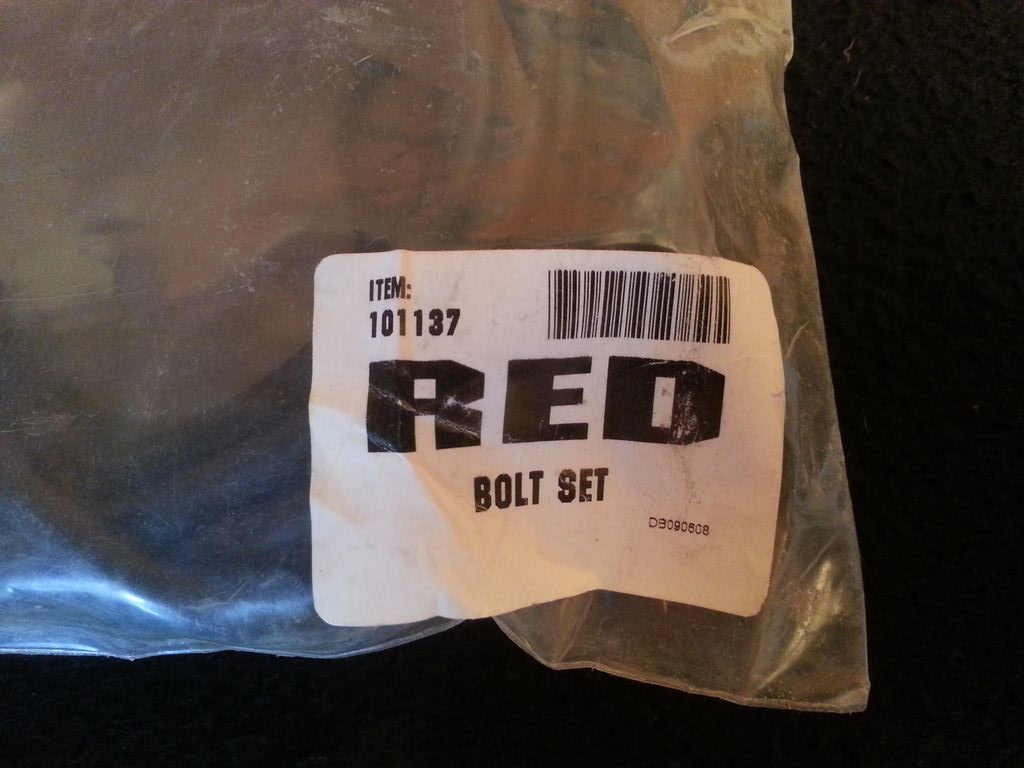 ITEM:
101137
RED
BOLT SET
DB090608